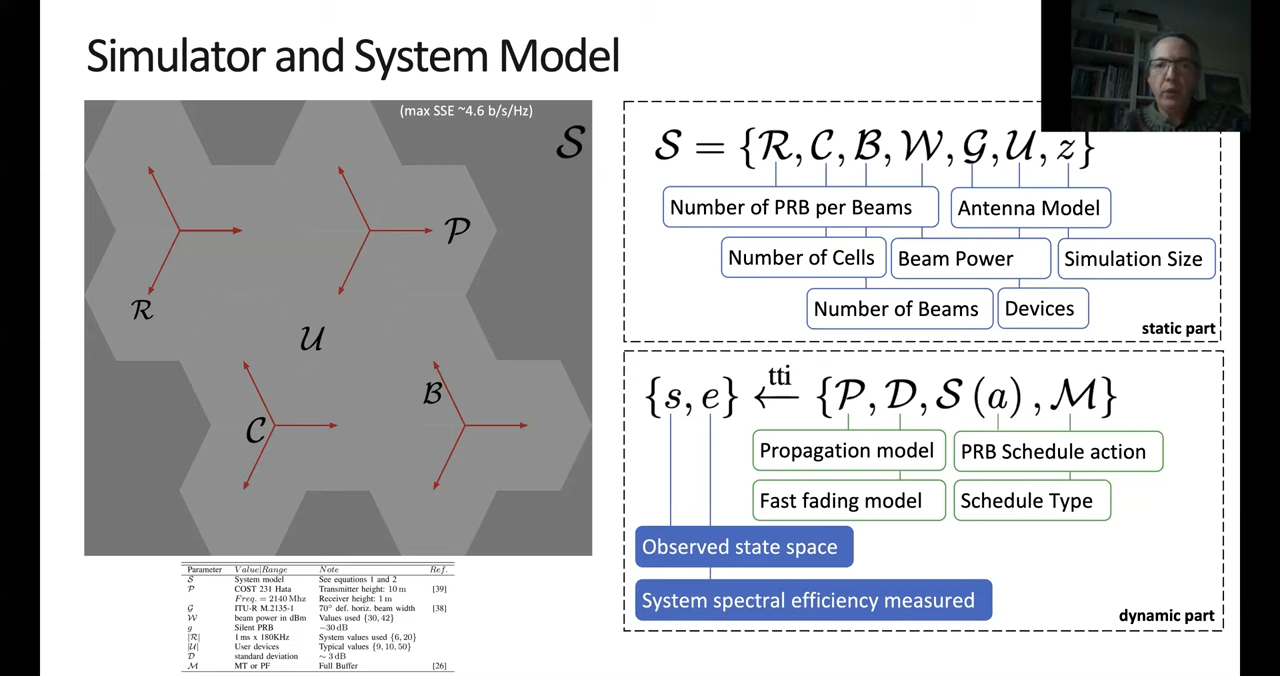 Simulator and System Model
(max SSE ~4.6 b/s/Hz)
𝒮
𝒫
ℛ
𝒰
ℬ
𝒞
𝒮 = {ℛ, 𝒞, ℬ, 𝒲, 𝒢, 𝒰, z}
Number of PRB per Beams
Antenna Model
Number of Cells
Beam Power
Simulation Size
Number of Beams
Devices
static part
tti
{s, e} ← {𝒫, 𝒟, 𝒮 (a) , ℳ}
Propagation model
PRB Schedule action
Fast fading model
Schedule Type
Observed state space
System spectral efficiency measured
dynamic part
Parameter Value|Range Note Ref.
𝒮 System model See equations 1 and 2
𝒫 COST 231 Hata Transmitter height: 10 m [39]
Freq. = 2140 Mhz Receiver height: 1 m
𝒢 ITU-R M.2135-1 70° def. horiz. beam width [38]
𝒲 beam power in dBm Values used {30, 42}
g Silent PRB −30 dB
|ℛ| 1 ms x 180KHz System values used {6, 20}
|𝒰| User devices Typical values {9, 10, 50}
𝒟 standard deviation ∼ 3 dB
ℳ MT or PF Full Buffer [26]